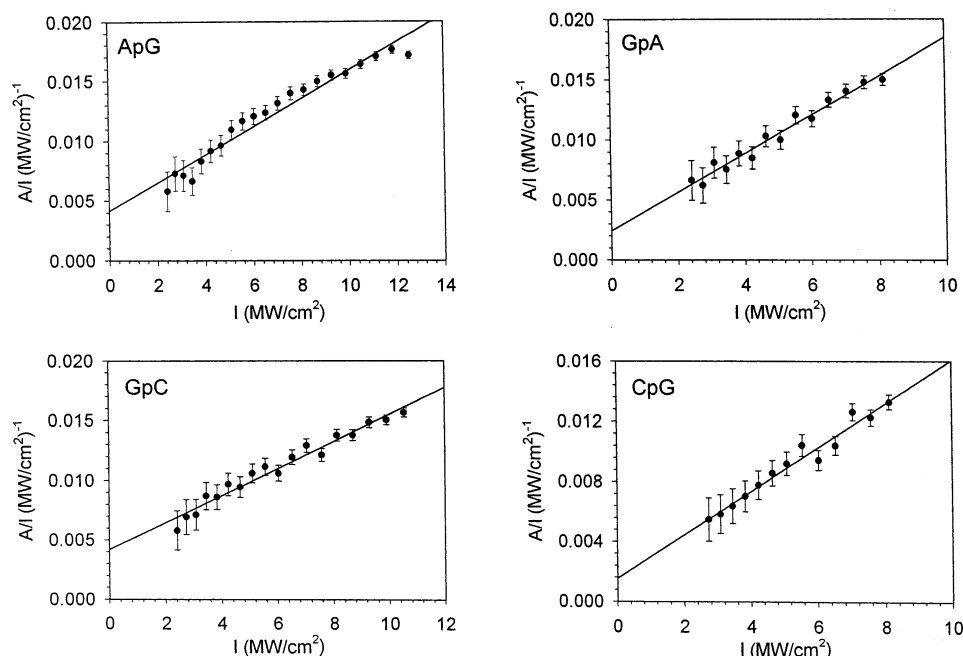 ApG
A/I (MW/cm²)⁻¹
0.020
0.015
0.010
0.005
0.000
0 2 4 6 8 10 12 14
I (MW/cm²)
GpA
A/I (MW/cm²)⁻¹
0.020
0.015
0.010
0.005
0.000
0 2 4 6 8 10
I (MW/cm²)
GpC
A/I (MW/cm²)⁻¹
0.020
0.015
0.010
0.005
0.000
0 2 4 6 8 10 12
I (MW/cm²)
CpG
A/I (MW/cm²)⁻¹
0.016
0.012
0.008
0.004
0.000
0 2 4 6 8 10
I (MW/cm²)